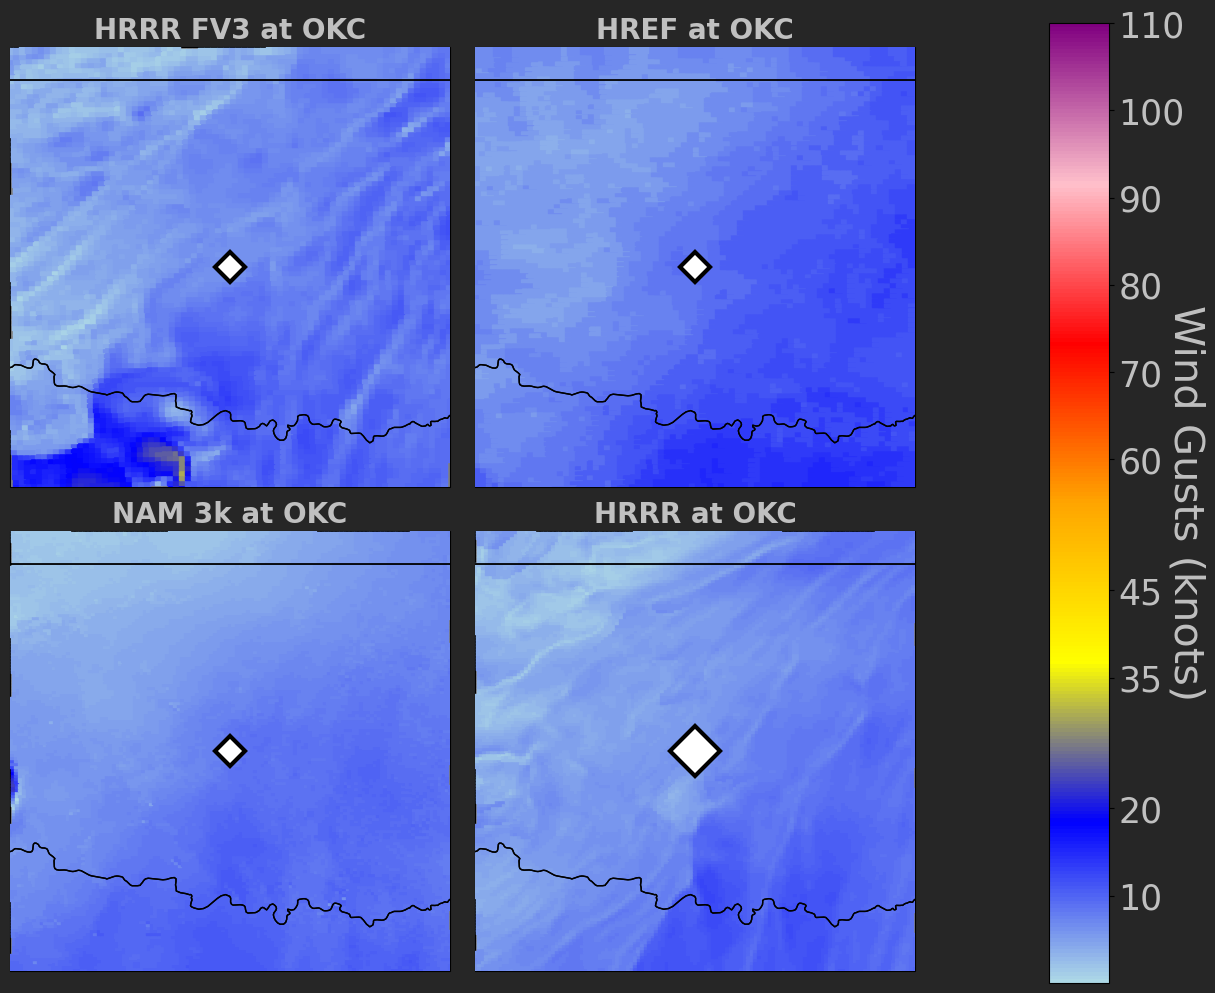 HRRR FV3 at OKC
HREF at OKC
NAM 3k at OKC
HRRR at OKC
110
100
90
80
70
60
45
35
20
10
Wind Gusts (knots)